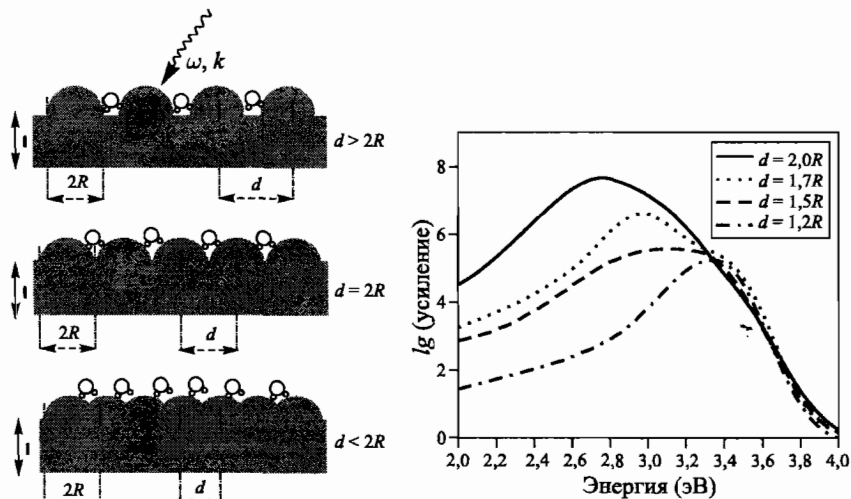 ω, k
d > 2R
2R
d
d = 2R
2R
d
d < 2R
2R
d
lg (усиление)
8
6
4
2
0
d = 2,0R
d = 1,7R
d = 1,5R
d = 1,2R
2,0 2,2 2,4 2,6 2,8 3,0 3,2 3,4 3,6 3,8 4,0
Энергия (эВ)